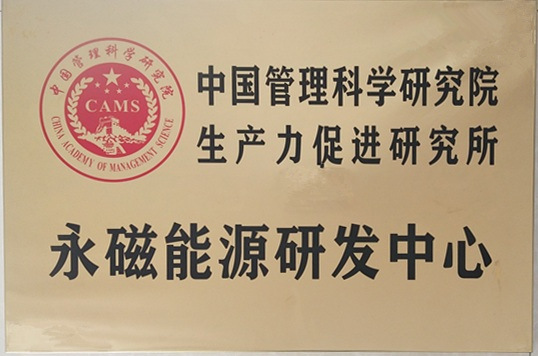 中国管理科学研究院
CAMS
CHINA ACADEMY OF MANAGEMENT SCIENCE
中国管理科学研究院
生产力促进研究所
永磁能源研发中心